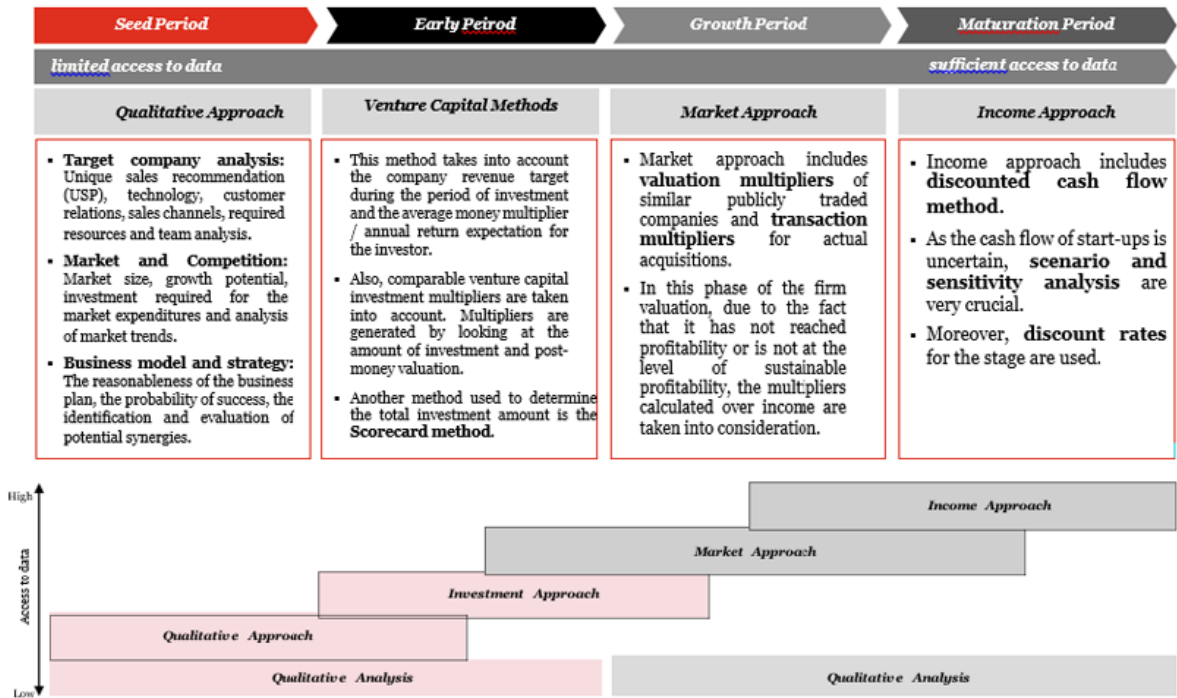 Seed Period
Early Peirod
Growth Period
Matuvration Period
limited access to data
sufficient access to data
Qualitative Approach
Venture Capital Methods
Market Approach
Income Approach
▪ Target company analysis:
Unique sales recommendation
(USP), technology, customer
relations, sales channels, required
resources and team analysis.
▪ Market and Competition:
Market size, growth potential,
investment required for the
market expenditures and analysis
of market trends.
▪ Business model and strategy:
The reasonableness of the business
plan, the probability of success, the
identification and evaluation of
potential synergies.
▪ This method takes into account
the company revenue target
during the period of investment
and the average money multiplier
/ annual return expectation for
the investor.
▪ Also, comparable venture capital
investment multipliers are taken
into account. Multipliers are
generated by looking at the
amount of investment and post-
money valuation.
▪ Another method used to determine
the total investment amount is the
Scorecard method.
▪ Market approach includes
valuation multipliers of
similar publicly traded
companies and transaction
multipliers for actual
acquisitions.
▪ In this phase of the firm
valuation, due to the fact
that it has not reached
profitability or is not at the
level of sustainable
profitability, the multipliers
calculated over income are
taken into consideration.
▪ Income approach includes
discounted cash flow
method.
▪ As the cash flow of start-ups is
uncertain, scenario and
sensitivity analysis are
very crucial.
▪ Moreover, discount rates
for the stage are used.
High
Access to data
Low
Income Approach
Market Approach
Investment Approach
Qualitative Approach
Qualitative Analysis
Qualitative Analysis